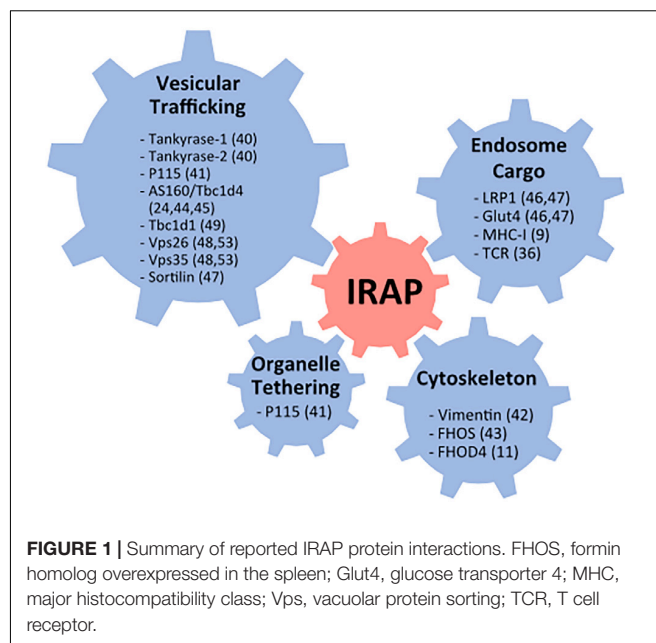 Vesicular
Trafficking
- Tankyrase-1 (40)
- Tankyrase-2 (40)
- P115 (41)
- AS160/Tbc1d4
(24,44,45)
- Tbc1d1 (49)
- Vps26 (48,53)
- Vps35 (48,53)
- Sortilin (47)
Endosome
Cargo
- LRP1 (46,47)
- Glut4 (46,47)
- MHC-I (9)
- TCR (36)
IRAP
Organelle
Tethering
- P115 (41)
Cytoskeleton
- Vimentin (42)
- FHOS (43)
- FHOD4 (11)
FIGURE 1 | Summary of reported IRAP protein interactions. FHOS, formin
homolog overexpressed in the spleen; Glut4, glucose transporter 4; MHC,
major histocompatibility class; Vps, vacuolar protein sorting; TCR, T cell
receptor.